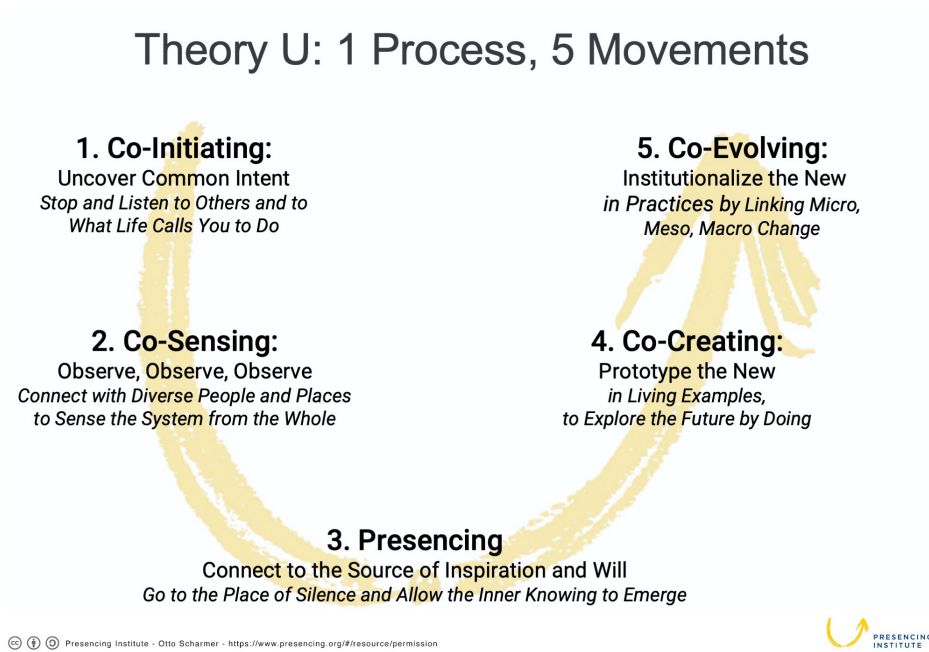 Theory U: 1 Process, 5 Movements
1. Co-Initiating:
Uncover Common Intent
Stop and Listen to Others and to
What Life Calls You to Do
2. Co-Sensing:
Observe, Observe, Observe
Connect with Diverse People and Places
to Sense the System from the Whole
3. Presencing
Connect to the Source of Inspiration and Will
Go to the Place of Silence and Allow the Inner Knowing to Emerge
4. Co-Creating:
Prototype the New
in Living Examples,
to Explore the Future by Doing
5. Co-Evolving:
Institutionalize the New
in Practices by Linking Micro,
Meso, Macro Change
cc Presencing Institute - Otto Scharmer - https://www.presencing.org/#/resource/permission
PRESENCING
INSTITUTE